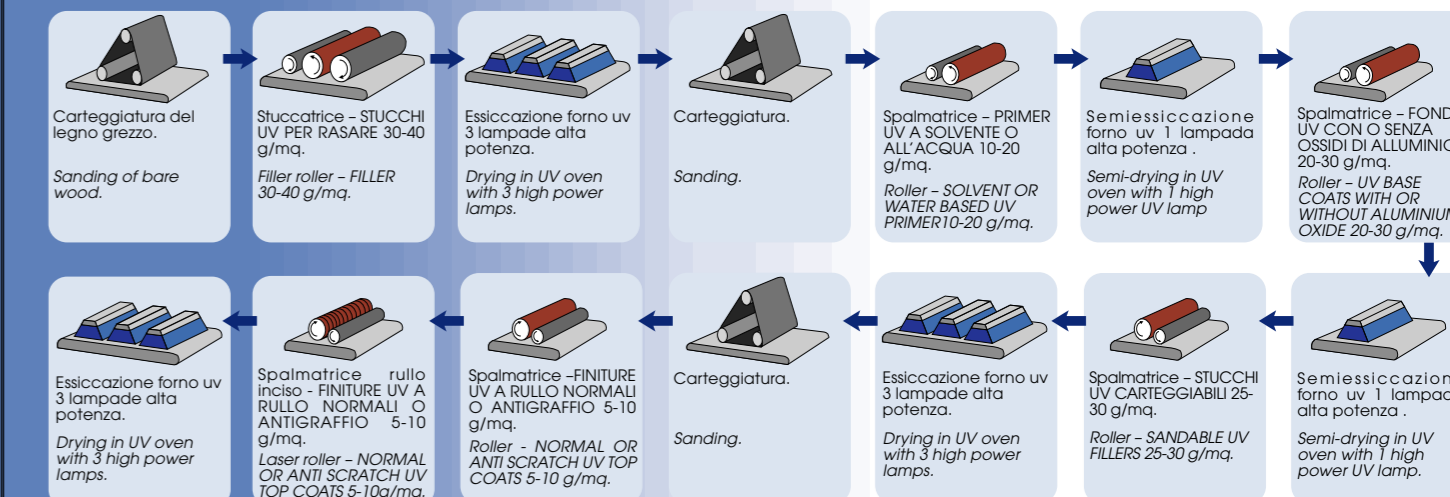 Carteggiatura del
legno grezzo.
Sanding of bare
wood.
Stuccatrice – STUCCHI
UV PER RASARE 30-40
g/mq.
Filler roller – FILLER
30-40 g/mq.
Essiccazione forno uv
3 lampade alta
potenza.
Drying in UV oven
with 3 high power
lamps.
Carteggiatura.
Sanding.
Spalmatrice – PRIMER
UV A SOLVENTE O
ALL'ACQUA 10-20
g/mq.
Roller – SOLVENT OR
WATER BASED UV
PRIMER10-20 g/mq.
Semiessiccazione
forno uv 1 lampada
alta potenza .
Semi-drying in UV
oven with 1 high
power UV lamp
Spalmatrice – FOND
UV CON O SENZA
OSSIDI DI ALLUMINIO
20-30 g/mq.
Roller – UV BASE
COATS WITH OR
WITHOUT ALUMINIUM
OXIDE 20-30 g/mq.
Essiccazione forno uv
3 lampade alta
potenza.
Drying in UV oven
with 3 high power
lamps.
Spalmatrice rullo
inciso - FINITURE UV A
RULLO NORMALI O
ANTIGRAFFIO 5-10
g/mq.
Laser roller – NORMAL
OR ANTI SCRATCH UV
TOP COATS 5-10g/mq.
Spalmatrice –FINITURE
UV A RULLO NORMALI
O ANTIGRAFFIO 5-10
g/mq.
Roller - NORMAL OR
ANTI SCRATCH UV TOP
COATS 5-10 g/mq.
Carteggiatura.
Sanding.
Essiccazione forno uv
3 lampade alta
potenza.
Drying in UV oven
with 3 high power
lamps.
Spalmatrice – STUCCHI
UV CARTEGGIABILI 25-
30 g/mq.
Roller – SANDABLE UV
FILLERS 25-30 g/mq.
Semiessiccazion
forno uv 1 lampad
alta potenza .
Semi-drying in UV
oven with 1 high
power UV lamp.